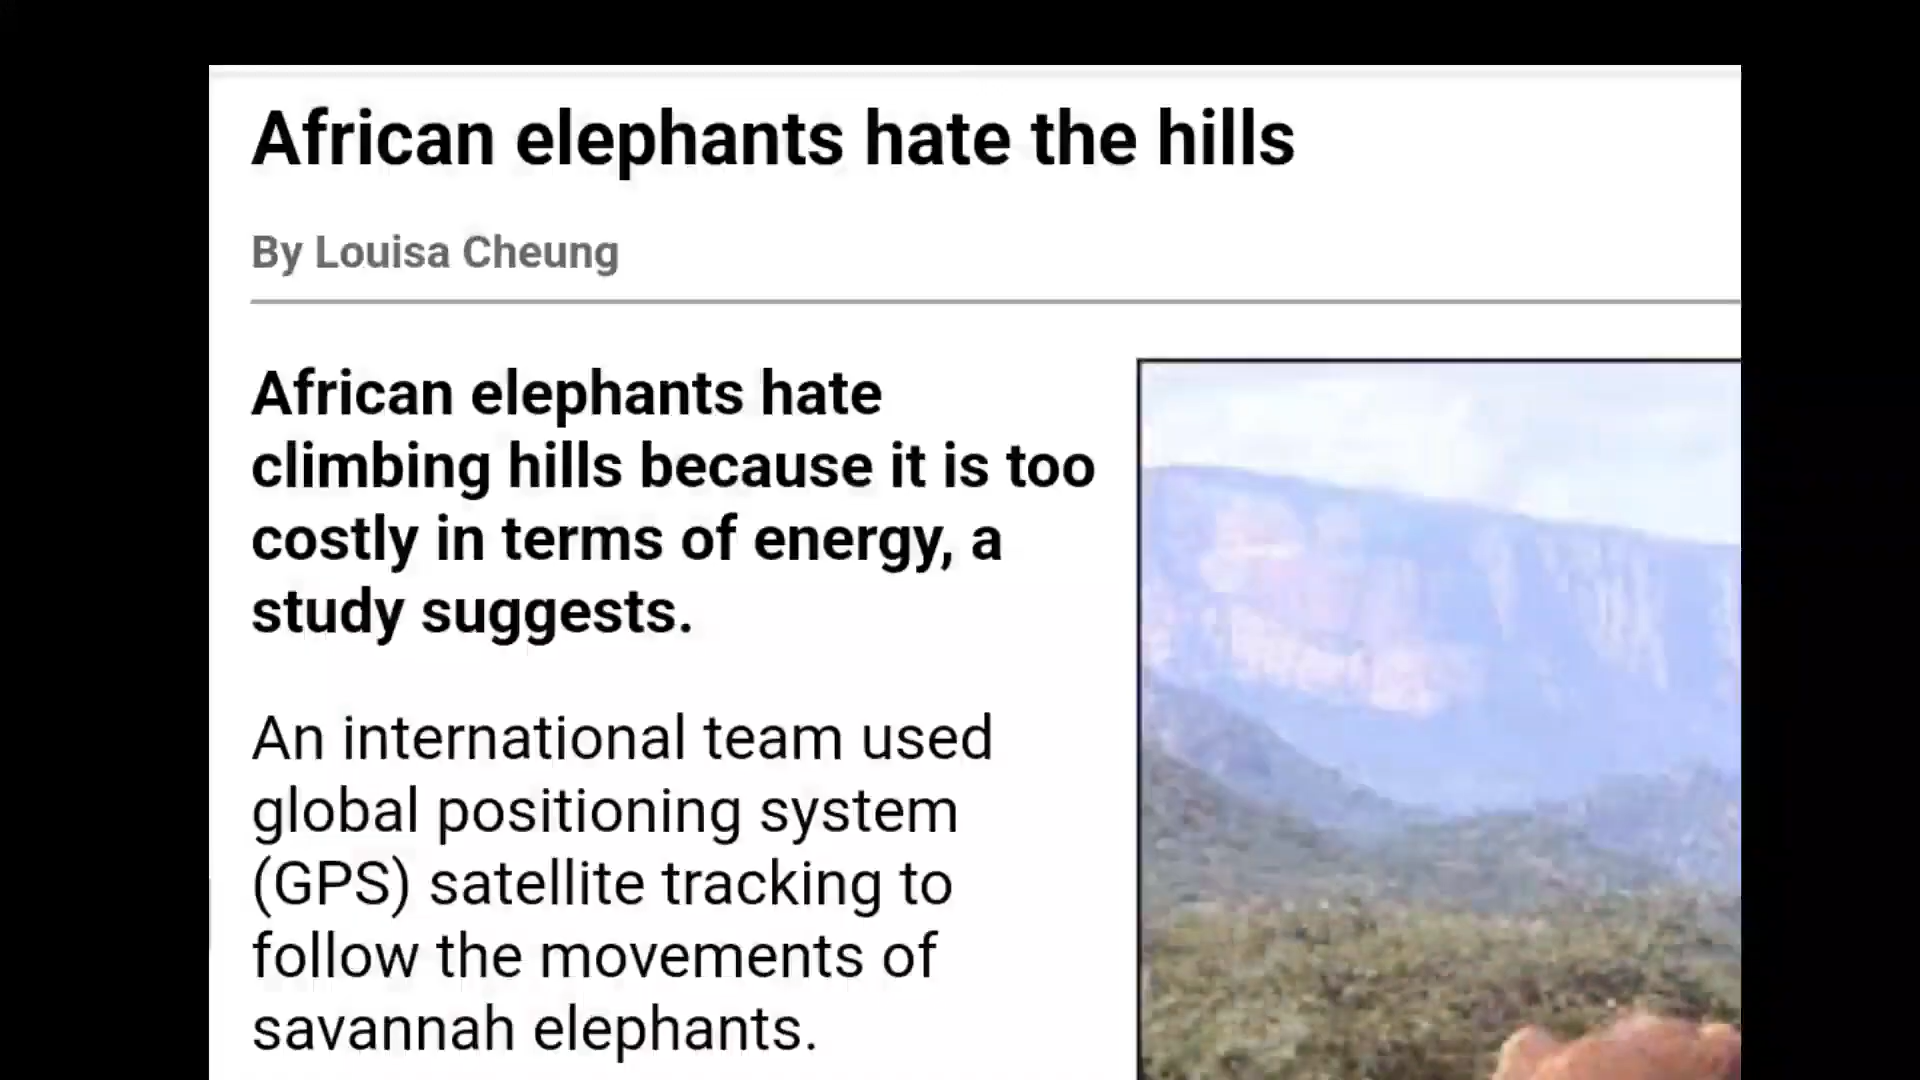 African elephants hate the hills
By Louisa Cheung
African elephants hate
climbing hills because it is too
costly in terms of energy, a
study suggests.
An international team used
global positioning system
(GPS) satellite tracking to
follow the movements of
savannah elephants.